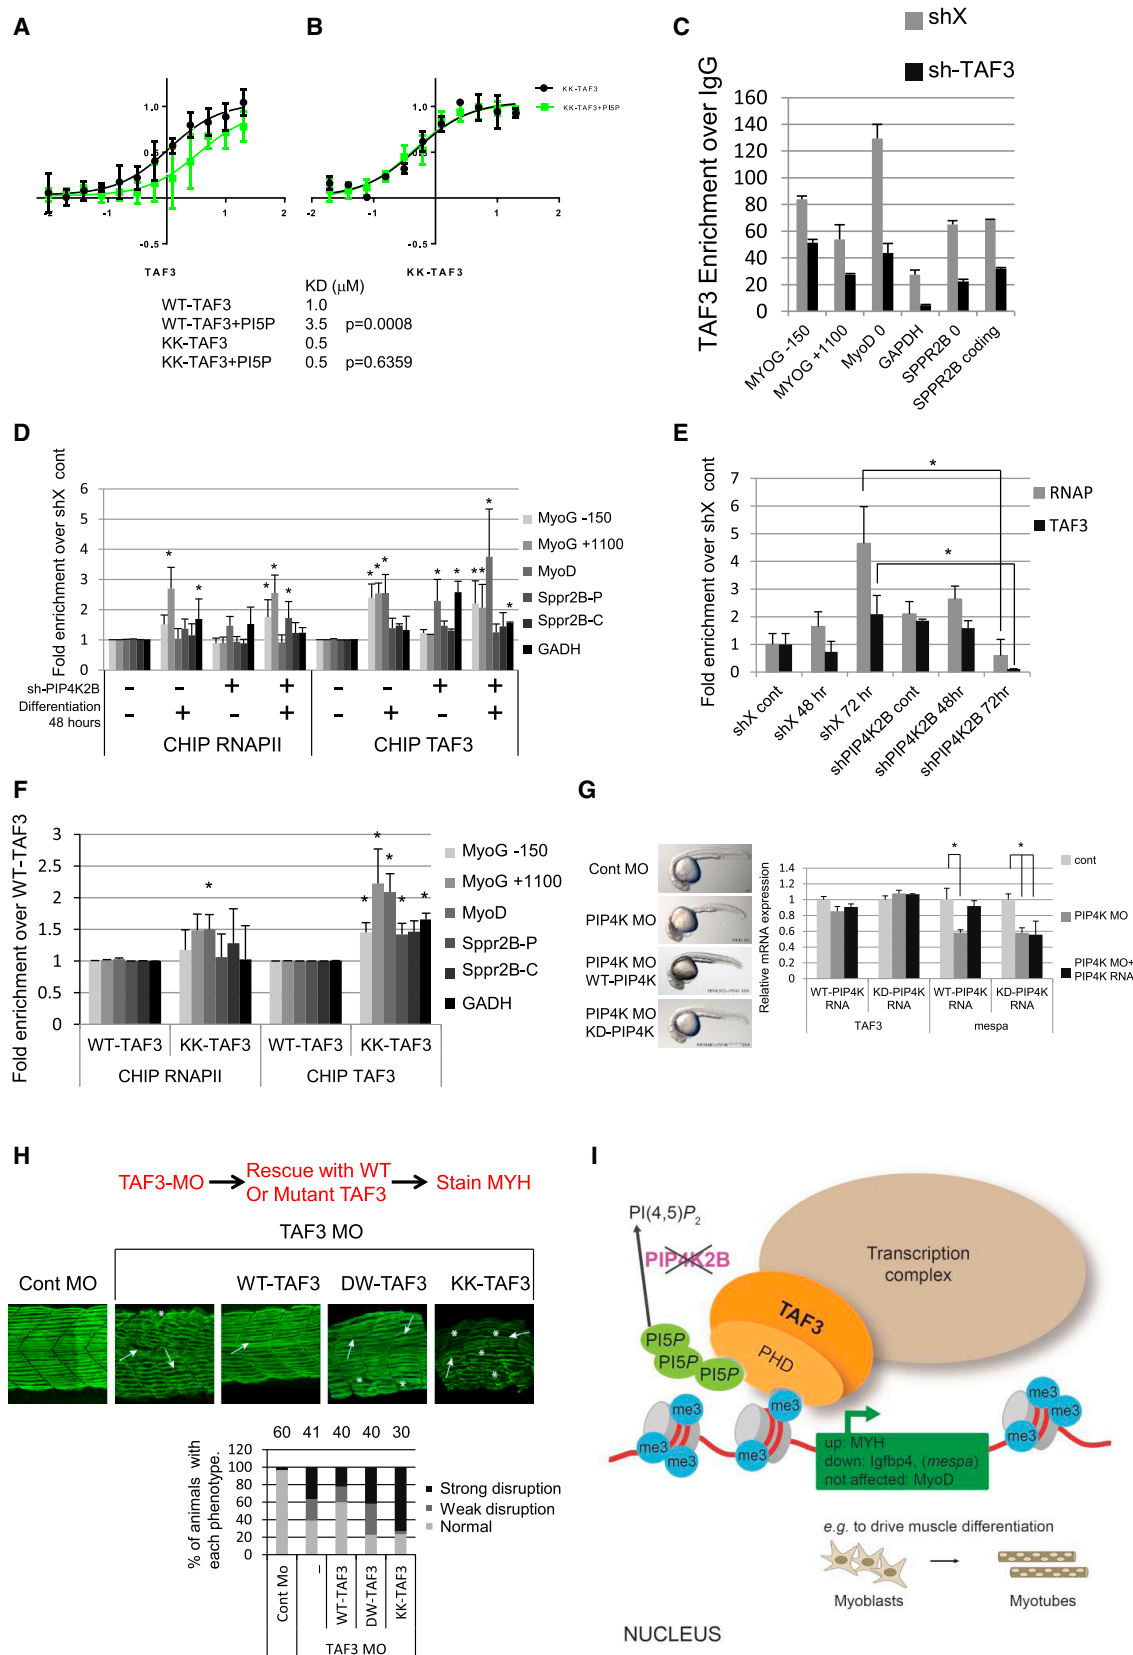 A
B
1.0
0.5
-0.5
-2
-1
1
2
TAF3
1.0
-0.5
-2
-1
1
2
KK-TAF3
KK-TAF3
KK-TAF3+PI5P
KD (μM)
WT-TAF3 1.0
WT-TAF3+PI5P 3.5 p=0.0008
KK-TAF3 0.5
KK-TAF3+PI5P 0.5 p=0.6359
C
shX
sh-TAF3
TAF3 Enrichment over IgG
160
140
120
100
80
60
40
20
0
MYOG -150
MYOG +1100
MyoD 0
GAPDH
SPPR2B 0
SPPR2B coding
D
Fold enrichment over shX cont
6
5
4
3
2
1
0
* * * * * * * * * * * * * *
MyoG -150
MyoG +1100
MyoD
Sppr2B-P
Sppr2B-C
GADH
sh-PIP4K2B - - + + - - + +
Differentiation 48 hours - + - + - + - +
CHIP RNAPII
CHIP TAF3
E
Fold enrichment over shX cont
7
6
5
4
3
2
1
0
*
*
RNAP
TAF3
shX cont
shX 48 hr
shX 72 hr
shPIP4K2B cont
shPIP4K2B 48hr
shPIP4K2B 72hr
F
Fold enrichment over WT-TAF3
3
2.5
2
1.5
1
0.5
0
* * * * * *
MyoG -150
MyoG +1100
MyoD
Sppr2B-P
Sppr2B-C
GADH
WT-TAF3 KK-TAF3 WT-TAF3 KK-TAF3
CHIP RNAPII CHIP TAF3
G
Cont MO
PIP4K MO
PIP4K MO
WT-PIP4K
PIP4K MO
KD-PIP4K
Relative mRNA expression
1.4
1.2
1
0.8
0.6
0.4
0.2
0
*
*
cont
PIP4K MO
PIP4K MO+
PIP4K RNA
WT-PIP4K RNA
KD-PIP4K RNA
WT-PIP4K RNA
KD-PIP4K RNA
TAF3
mespa
H
TAF3-MO
Rescue with WT
Or Mutant TAF3
Stain MYH
TAF3 MO
Cont MO
WT-TAF3
DW-TAF3
KK-TAF3
60 41 40 40 30
% of animals with
each phenotype.
120
100
80
60
40
20
0
Strong disruption
Weak disruption
Normal
Cont Mo
–
WT-TAF3
DW-TAF3
KK-TAF3
TAF3 MO
I
PI(4,5)P2
PIP4K2B
Transcription
complex
TAF3
PHD
PI5P
PI5P
PI5P
me3
me3
me3
me3
me3
me3
me3
me3
up: MYH
down: Igfbp4, (mespa)
not affected: MyoD
e.g. to drive muscle differentiation
Myoblasts
Myotubes
NUCLEUS